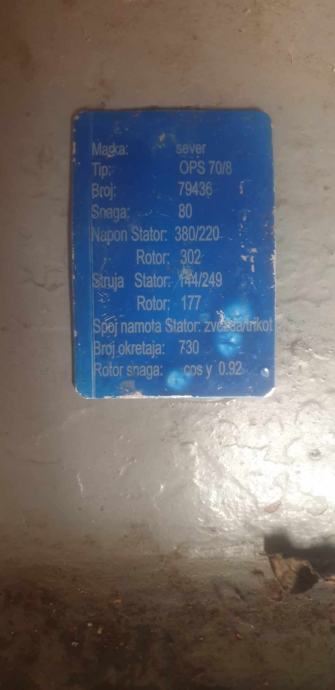 Marka: sever
Tip: OPS 70/8
Broj: 79436
Snaga: 80
Napon Stator: 380/220
Rotor: 302
Struja Stator: 144/249
Rotor: 177
Spoj namota Stator: zvezda/trikot
Broj okretaja: 730
Rotor snaga: cos y 0.92